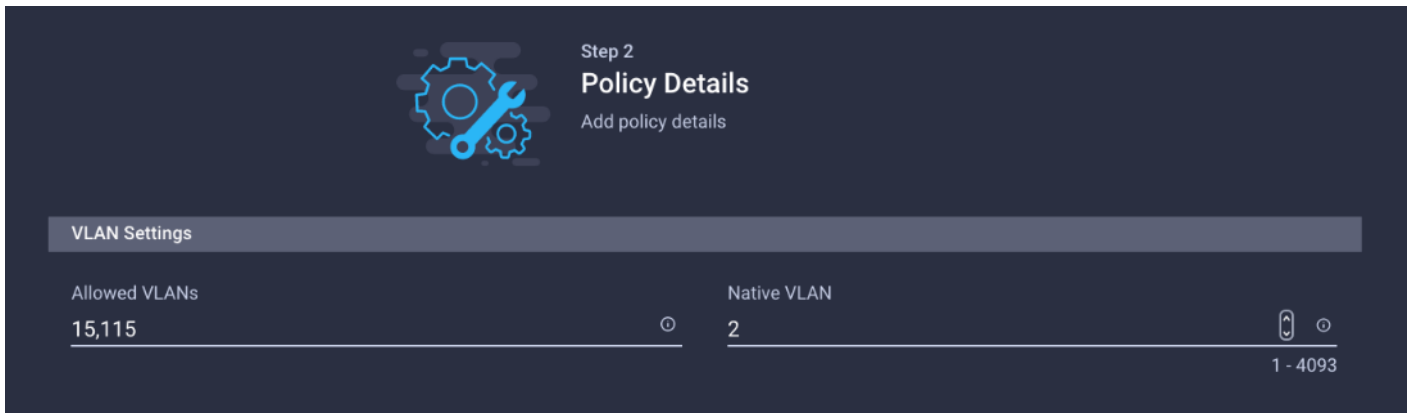 Step 2
Policy Details
Add policy details
VLAN Settings
Allowed VLANs
15,115
Native VLAN
2
1 - 4093